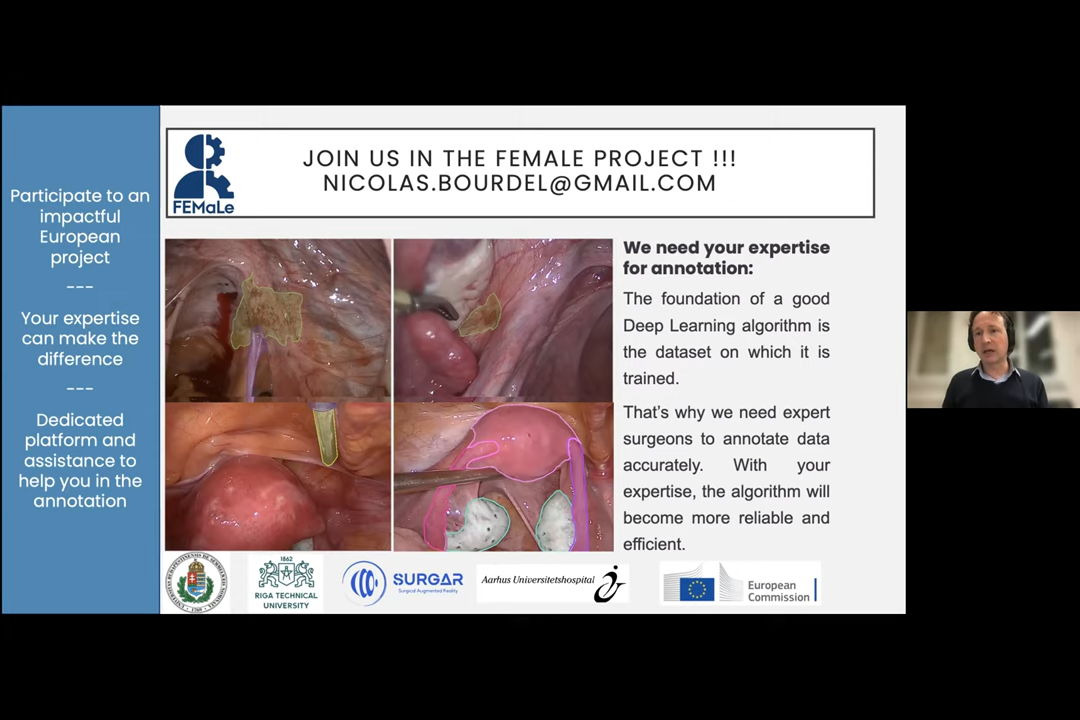 Participate to an
impactful
European
project
---
Your expertise
can make the
difference
---
Dedicated
platform and
assistance to
help you in the
annotation
FEMaLe
JOIN US IN THE FEMALE PROJECT !!!
NICOLAS.BOURDEL@GMAIL.COM
We need your expertise
for annotation:
The foundation of a good
Deep Learning algorithm is
the dataset on which it is
trained.
That's why we need expert
surgeons to annotate data
accurately. With your
expertise, the algorithm will
become more reliable and
efficient.
1862
RIGA TECHNICAL
UNIVERSITY
SURGAR
Surgical Augmented Reality
Aarhus Universitetshospital
European
Commission